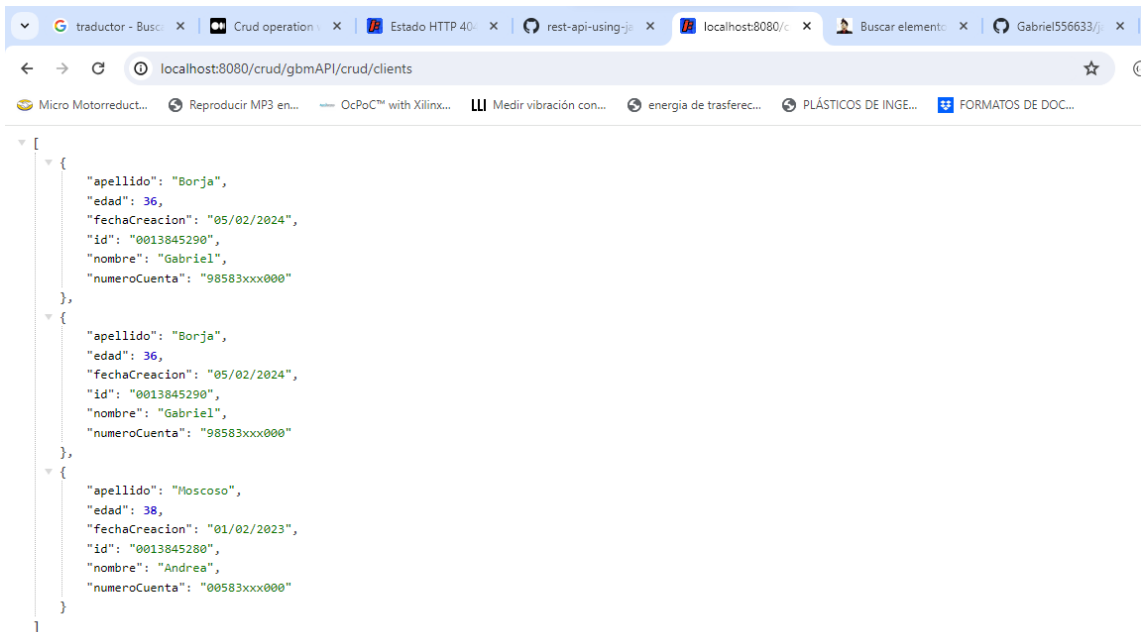 traductor - Busc
Crud operation
Estado HTTP 404
rest-api-using-ja
localhost:8080/c
Buscar elemento
Gabriel556633/j
localhost:8080/crud/gbmAPI/crud/clients
Micro Motorreduct...
Reproducir MP3 en...
OcPoC™ with Xilinx...
Medir vibración con...
energia de trasferec...
PLÁSTICOS DE INGE...
FORMATOS DE DOC...
[
{
"apellido": "Borja",
"edad": 36,
"fechaCreacion": "05/02/2024",
"id": "0013845290",
"nombre": "Gabriel",
"numeroCuenta": "98583xxx000"
},
{
"apellido": "Borja",
"edad": 36,
"fechaCreacion": "05/02/2024",
"id": "0013845290",
"nombre": "Gabriel",
"numeroCuenta": "98583xxx000"
},
{
"apellido": "Moscoso",
"edad": 38,
"fechaCreacion": "01/02/2023",
"id": "0013845280",
"nombre": "Andrea",
"numeroCuenta": "00583xxx000"
}
]